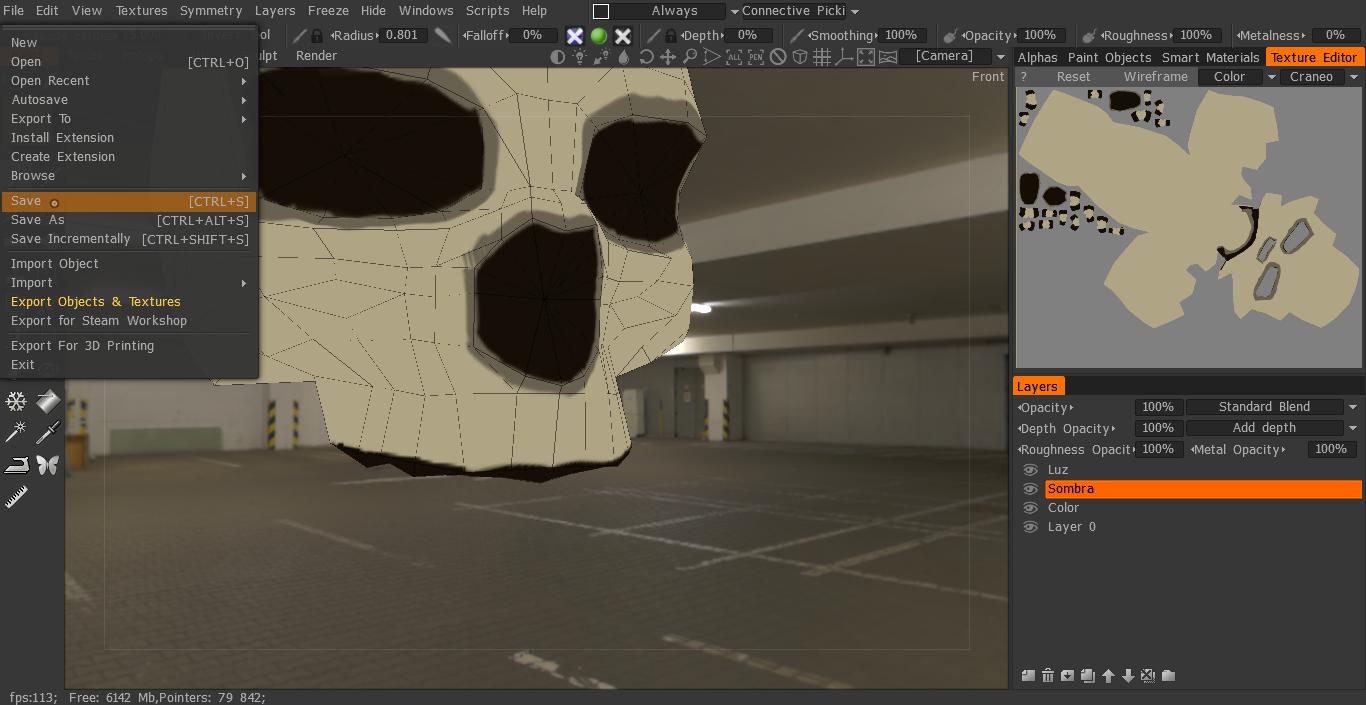 File Edit View Textures Symmetry Layers Freeze Hide Windows Scripts Help Always Connective Picki
Radius 0.801 Falloff 0% Depth 0% Smoothing 100% Opacity 100% Roughness 100% Metalness 0%
Render [Camera]
Alphas Paint Objects Smart Materials Texture Editor
? Reset Wireframe Color Craneo
Front
New
Open [CTRL+O]
Open Recent
Autosave
Export To
Install Extension
Create Extension
Browse
Save [CTRL+S]
Save As [CTRL+ALT+S]
Save Incrementally [CTRL+SHIFT+S]
Import Object
Import
Export Objects & Textures
Export for Steam Workshop
Export For 3D Printing
Exit
Layers
Opacity 100% Standard Blend
Depth Opacity 100% Add depth
Roughness Opacit 100% Metal Opacity 100%
Luz
Sombra
Color
Layer 0
fps:113; Free: 6142 Mb,Pointers: 79 842;